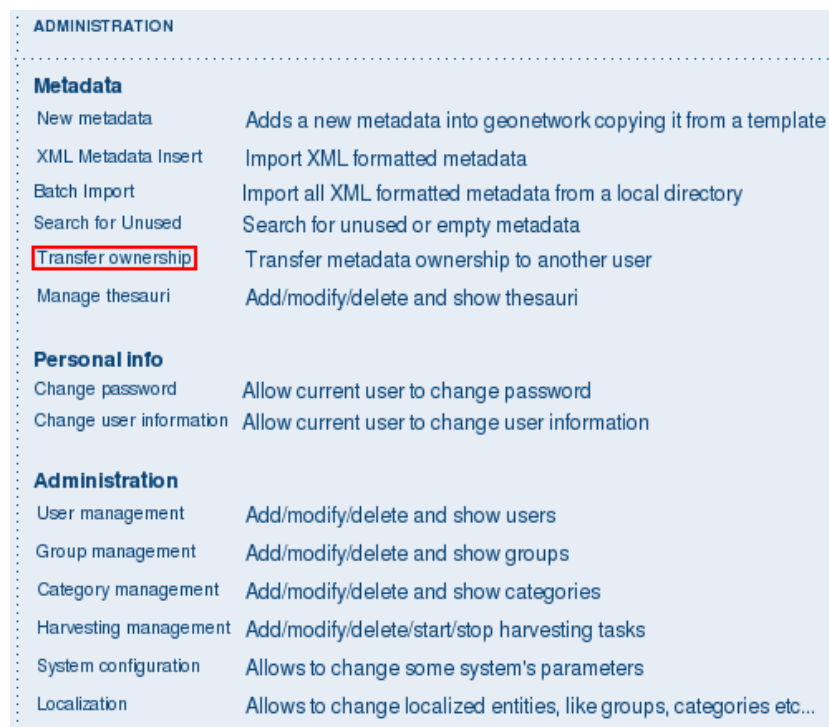 ADMINISTRATION
Metadata
New metadata Adds a new metadata into geonetwork copying it from a template
XML Metadata Insert Import XML formatted metadata
Batch Import Import all XML formatted metadata from a local directory
Search for Unused Search for unused or empty metadata
Transfer ownership Transfer metadata ownership to another user
Manage thesauri Add/modify/delete and show thesauri
Personal info
Change password Allow current user to change password
Change user information Allow current user to change user information
Administration
User management Add/modify/delete and show users
Group management Add/modify/delete and show groups
Category management Add/modify/delete and show categories
Harvesting management Add/modify/delete/start/stop harvesting tasks
System configuration Allows to change some system's parameters
Localization Allows to change localized entities, like groups, categories etc...